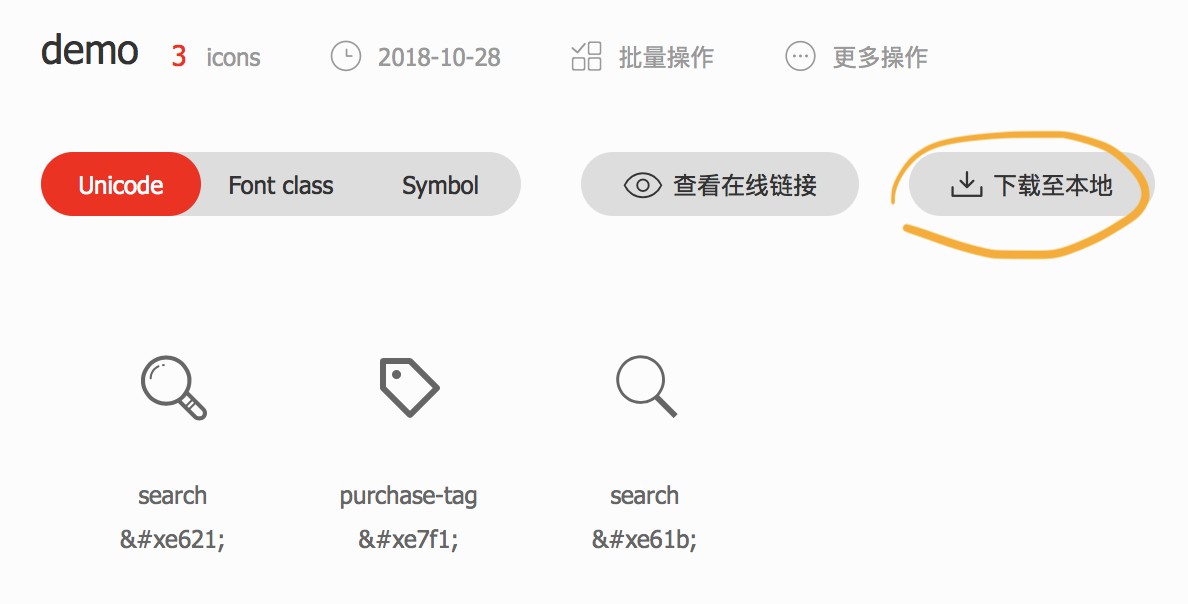 demo 3 icons 2018-10-28 批量操作 更多操作
Unicode Font class Symbol 查看在线链接 下载至本地
search purchase-tag search
&#xe621; &#xe7f1; &#xe61b;